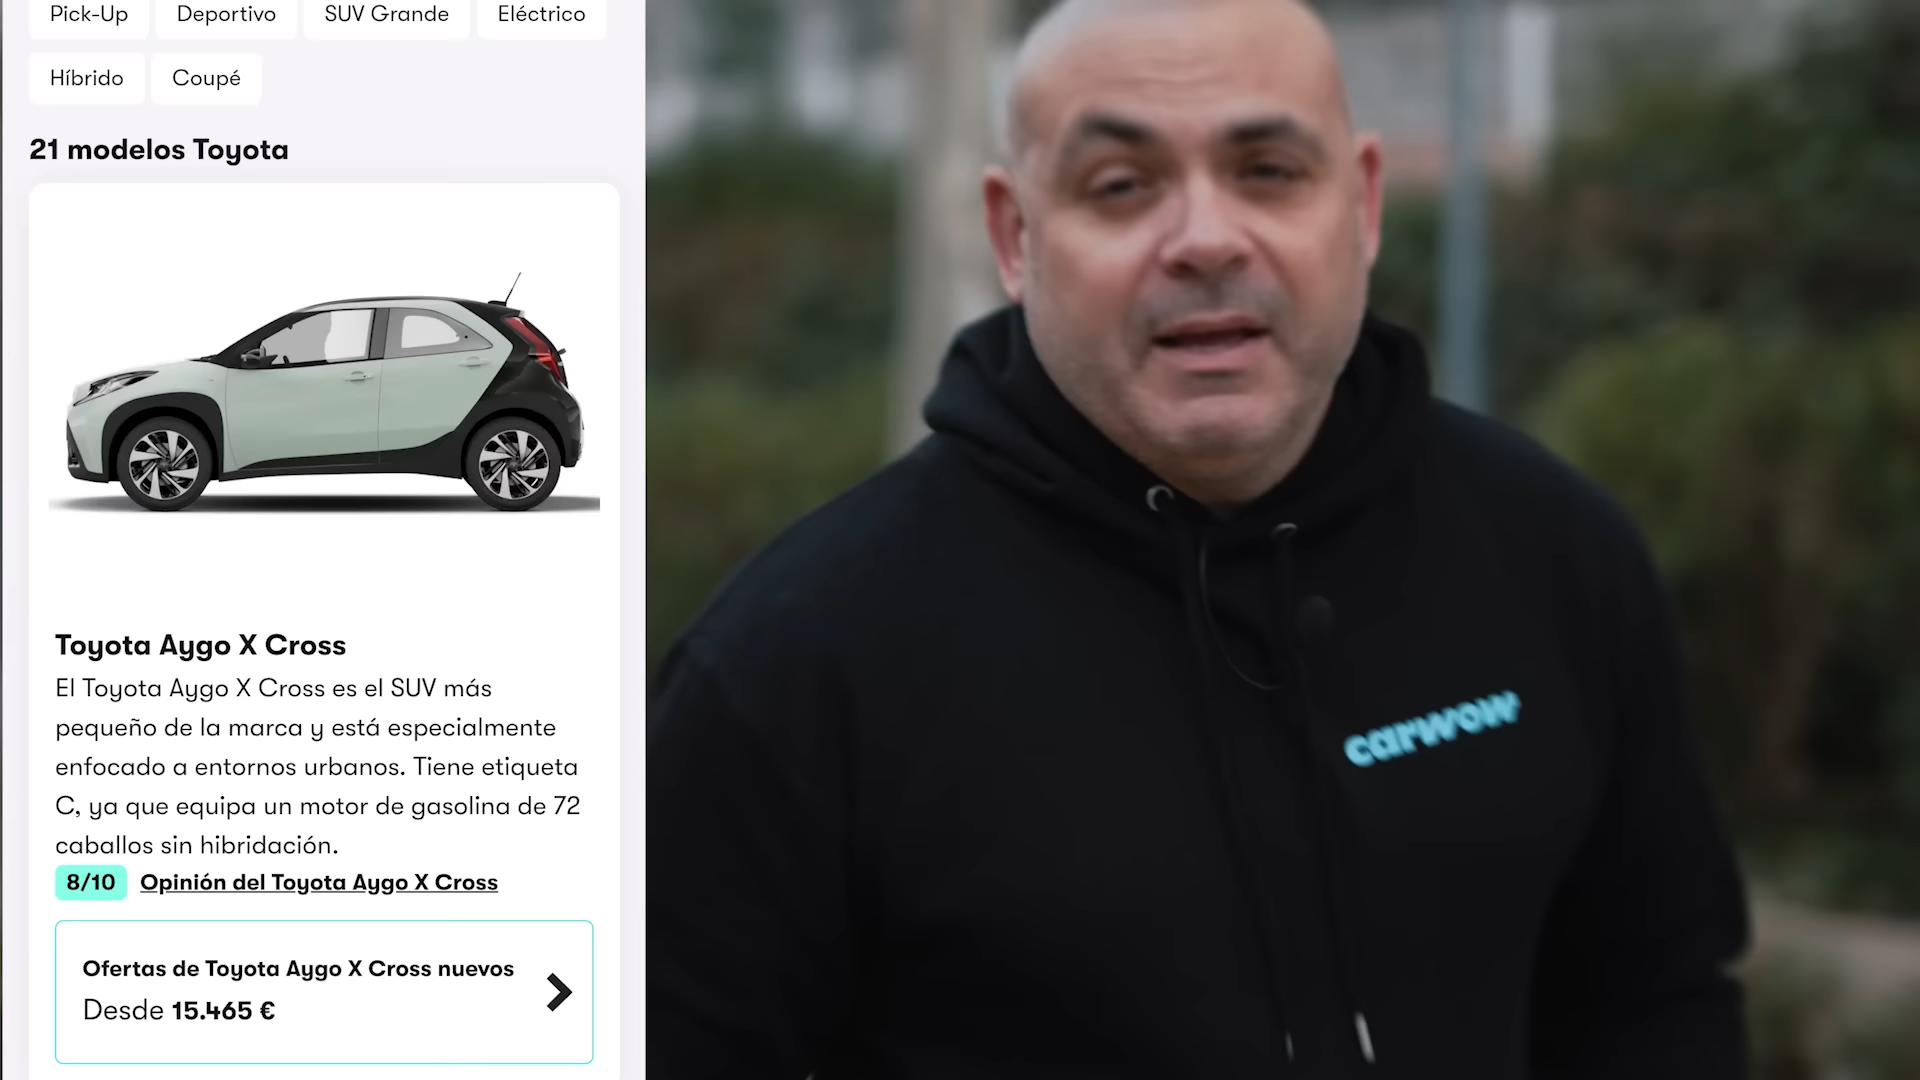 Pick-Up
Deportivo
SUV Grande
Eléctrico
Híbrido
Coupé
21 modelos Toyota
Toyota Aygo X Cross
El Toyota Aygo X Cross es el SUV más
pequeño de la marca y está especialmente
enfocado a entornos urbanos. Tiene etiqueta
C, ya que equipa un motor de gasolina de 72
caballos sin hibridación.
8/10 Opinión del Toyota Aygo X Cross
Ofertas de Toyota Aygo X Cross nuevos
Desde 15.465 €
carwow